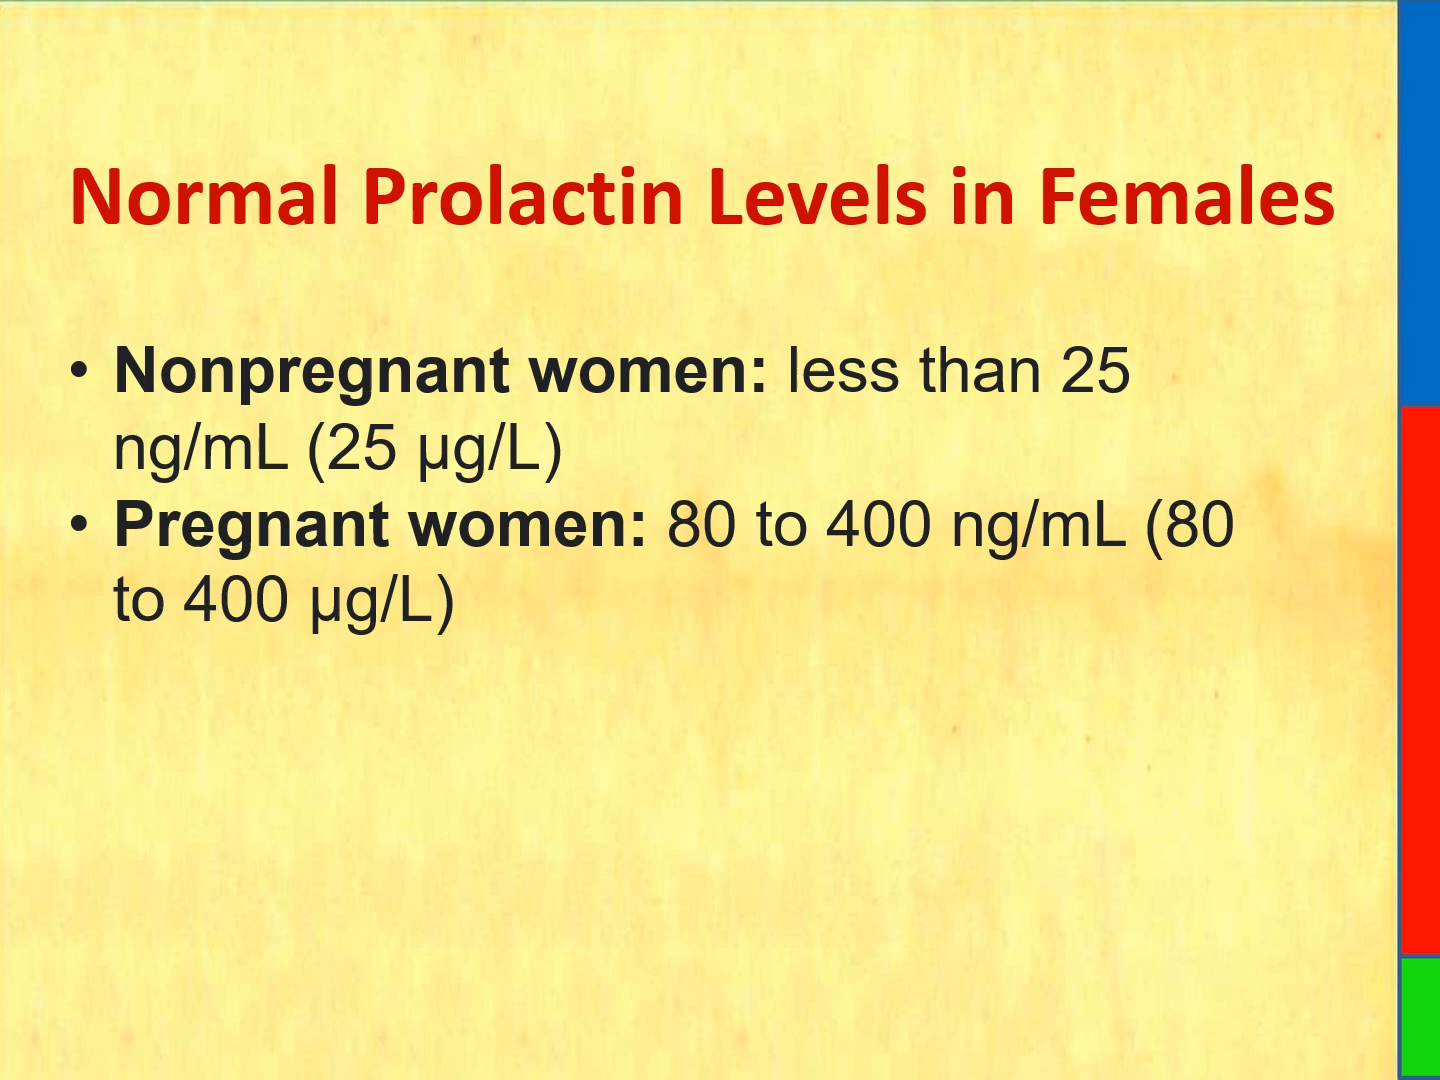 Normal Prolactin Levels in Females
• Nonpregnant women: less than 25
ng/mL (25 µg/L)
• Pregnant women: 80 to 400 ng/mL (80
to 400 µg/L)